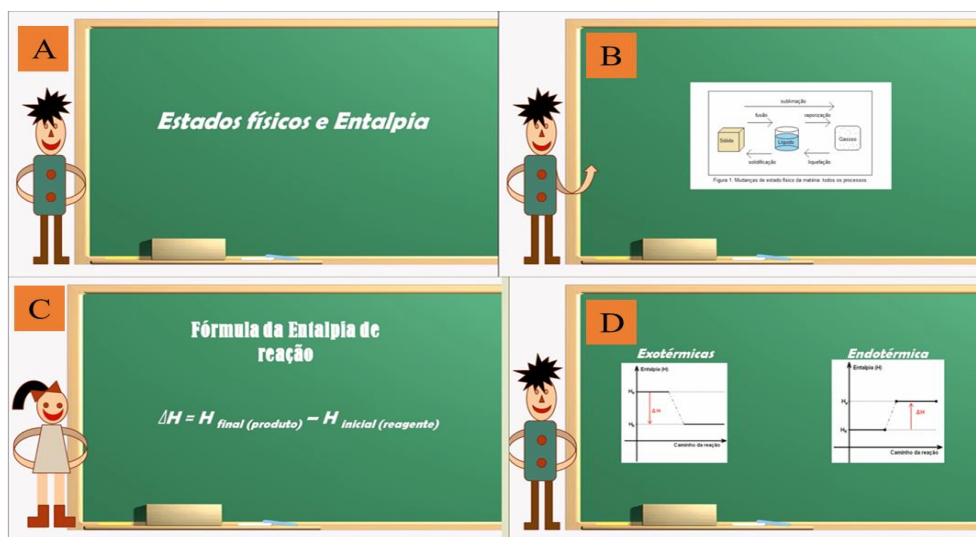 A
Estados físicos e Entalpia
B
sublimação
fusão
vaporização
Sólido
Líquido
Gasoso
solidificação
liquefação
Figura 1. Mudanças de estado físico da matéria: todos os processos
C
Fórmula da Entalpia de
reação
ΔH = H final (produto) – H inicial (reagente)
D
Exotérmicas
Entalpia (H)
ΔH
Caminho da reação
Endotérmica
Entalpia (H)
ΔH
Caminho da reação